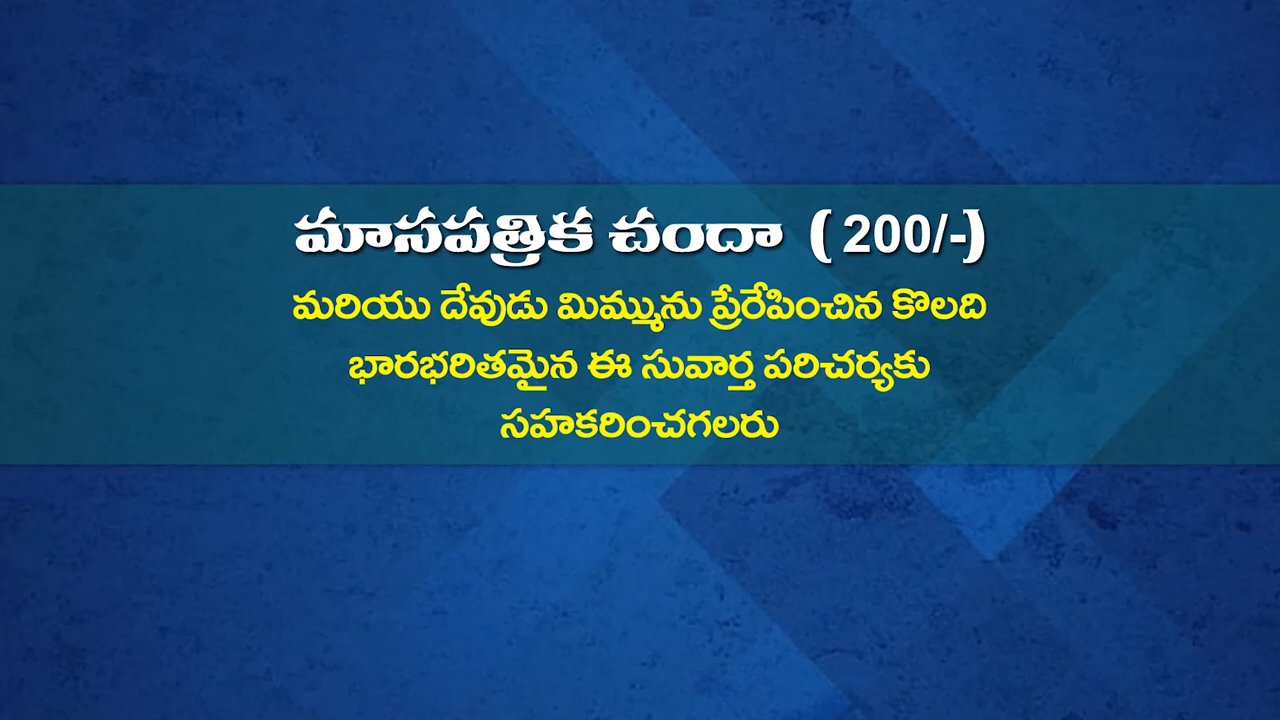 మాసపత్రిక చందా ( 200/-)
మరియు దేవుడు మిమ్మును ప్రేరేపించిన కొలది
భారభరితమైన ఈ సువార్త పరిచర్యకు
సహకరించగలరు